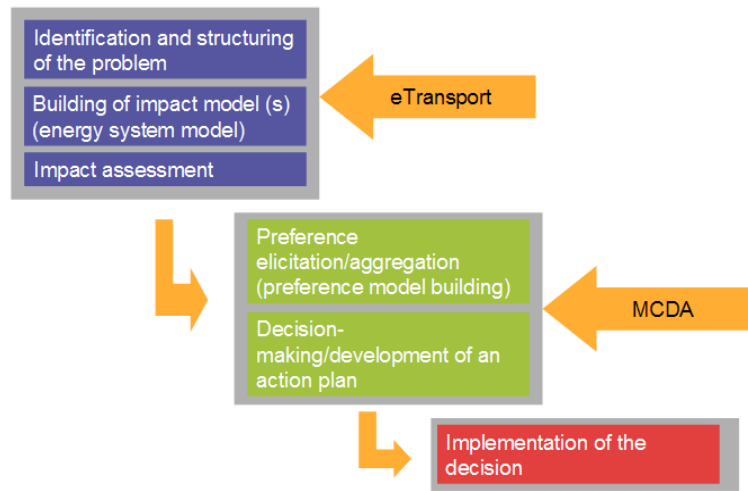 Identification and structuring
of the problem
Building of impact model (s)
(energy system model)
eTransport
Impact assessment
Preference
elicitation/aggregation
(preference model building)
MCDA
Decision-
making/development of an
action plan
Implementation of the
decision